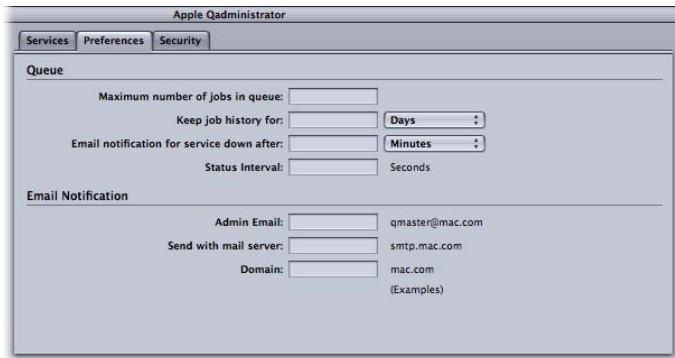 Apple Qadministrator
Services Preferences Security
Queue
Maximum number of jobs in queue:
Keep job history for: Days
Email notification for service down after: Minutes
Status Interval: Seconds
Email Notification
Admin Email: qmaster@mac.com
Send with mail server: smtp.mac.com
Domain: mac.com
(Examples)